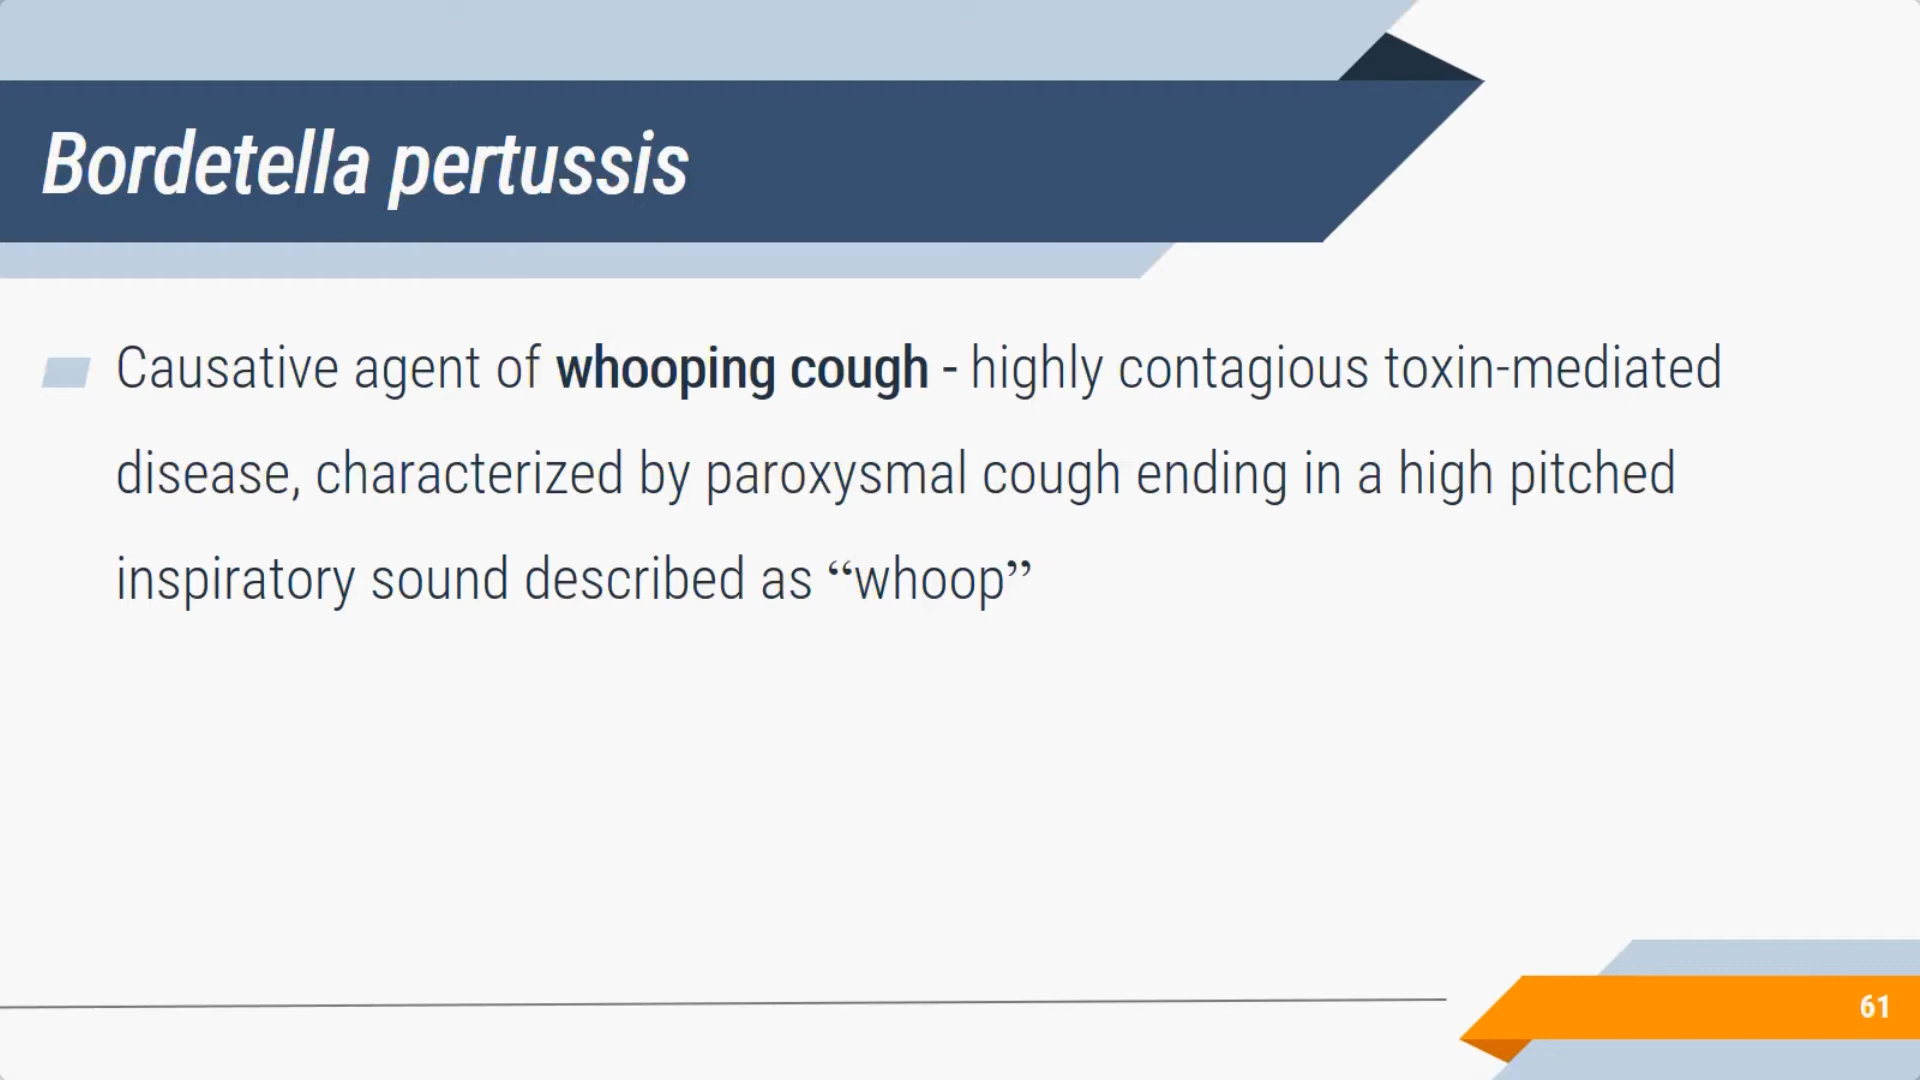 Bordetella pertussis
Causative agent of whooping cough - highly contagious toxin-mediated
disease, characterized by paroxysmal cough ending in a high pitched
inspiratory sound described as “whoop”
61